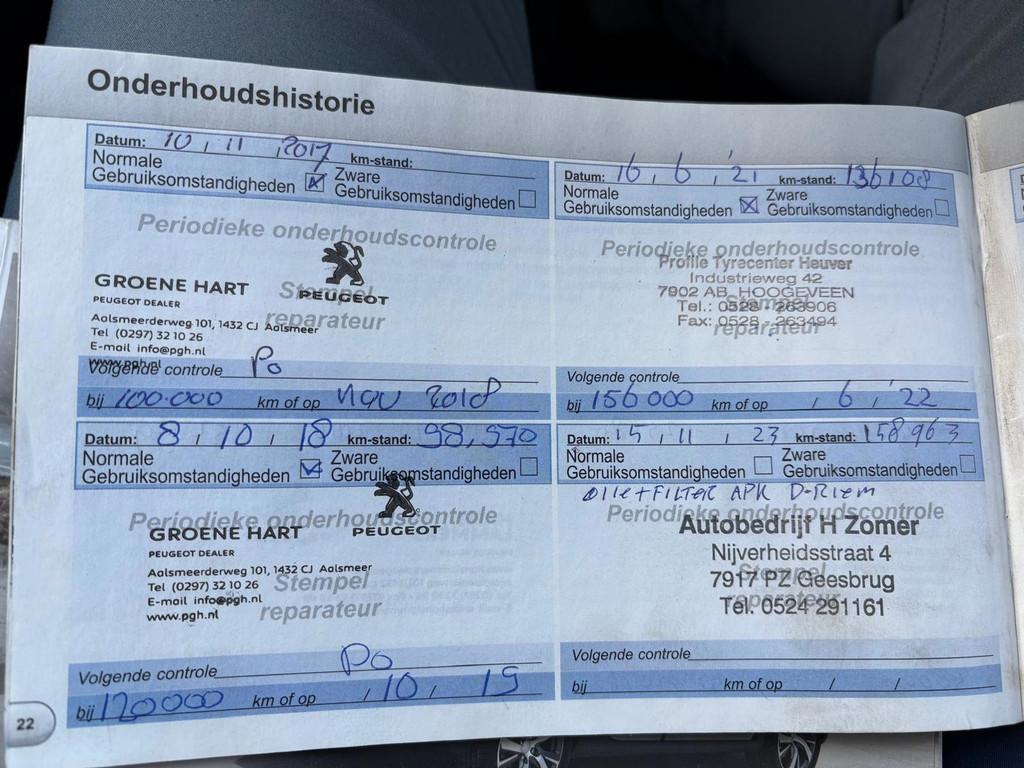 Onderhoudshistorie
Datum: 10 / 11 / 2017 km-stand:
Normale Gebruiksomstandigheden Zware Gebruiksomstandigheden
Periodieke onderhoudscontrole
GROENE HART PEUGEOT
PEUGEOT DEALER
Stempel reparateur
Aalsmeerderweg 101, 1432 CJ Aalsmeer
Tel (0297) 32 10 26
E-mail info@pgh.nl
www.pgh.nl
Volgende controle Po
bij 100.000 km of op nov 2018
Datum: 8 / 10 / 18 km-stand: 98,570
Normale Gebruiksomstandigheden Zware Gebruiksomstandigheden
Periodieke onderhoudscontrole
GROENE HART PEUGEOT
PEUGEOT DEALER
Aalsmeerderweg 101, 1432 CJ Aalsmeer
Tel (0297) 32 10 26
Stempel
E-mail info@pgh.nl
reparateur
www.pgh.nl
Volgende controle Po
bij 120000 km of op / 10 / 19
22
Datum: 16 / 6 / '21 km-stand: 136108
Normale Gebruiksomstandigheden Zware Gebruiksomstandigheden
Periodieke onderhoudscontrole
Profile Tyrecenter Heuver
Industrieweg 42
7902 AB HOOGEVEEN
Stempel
Tel.: 0528 - 263906
Fax: 0528 - 263494
reparateur
Volgende controle
bij 156000 km of op / 6 / '22
Datum: 15 / 11 / 23 km-stand: 158963
Normale Gebruiksomstandigheden Zware Gebruiksomstandigheden
OlIe + FILTER APK D-RIem
Periodieke onderhoudscontrole
Autobedrijf H Zomer
Nijverheidsstraat 4
Stempel
7917 PZ Geesbrug
reparateur
Tel. 0524 291161
Volgende controle
bij km of op / /